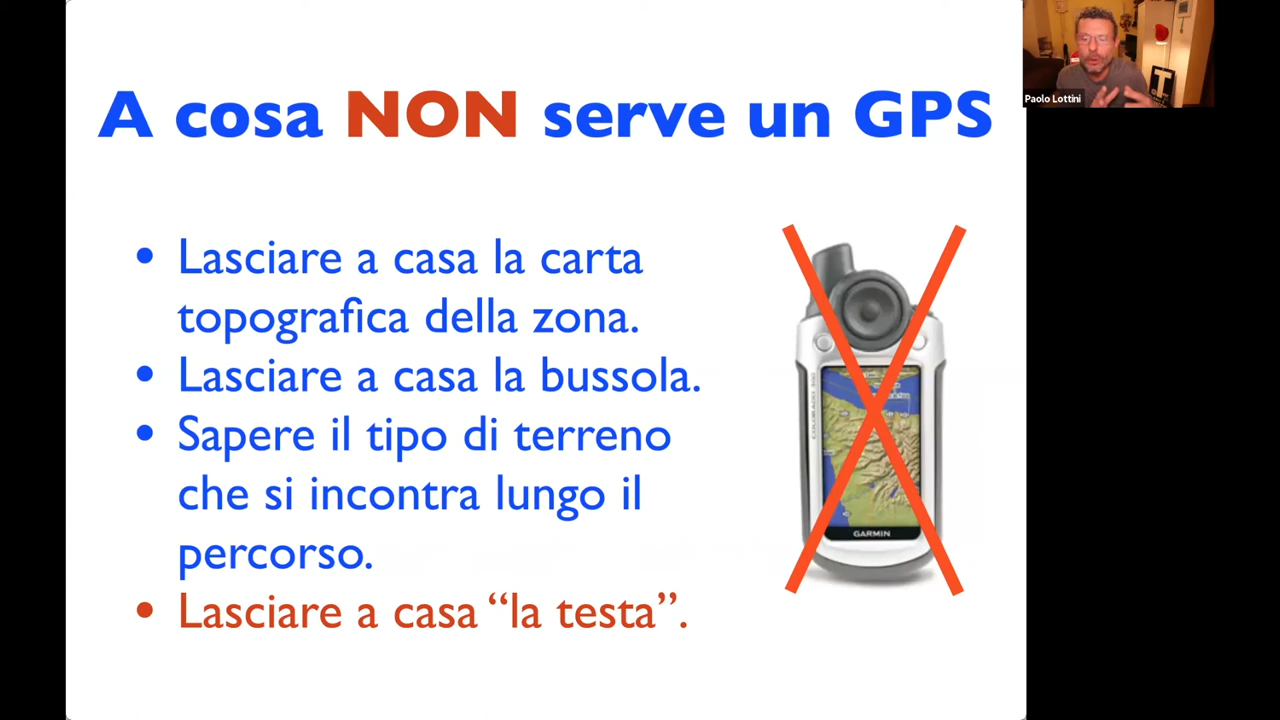 A cosa NON serve un GPS
• Lasciare a casa la carta
topografica della zona.
• Lasciare a casa la bussola.
• Sapere il tipo di terreno
che si incontra lungo il
percorso.
• Lasciare a casa “la testa”.
GARMIN
Paolo Lottini